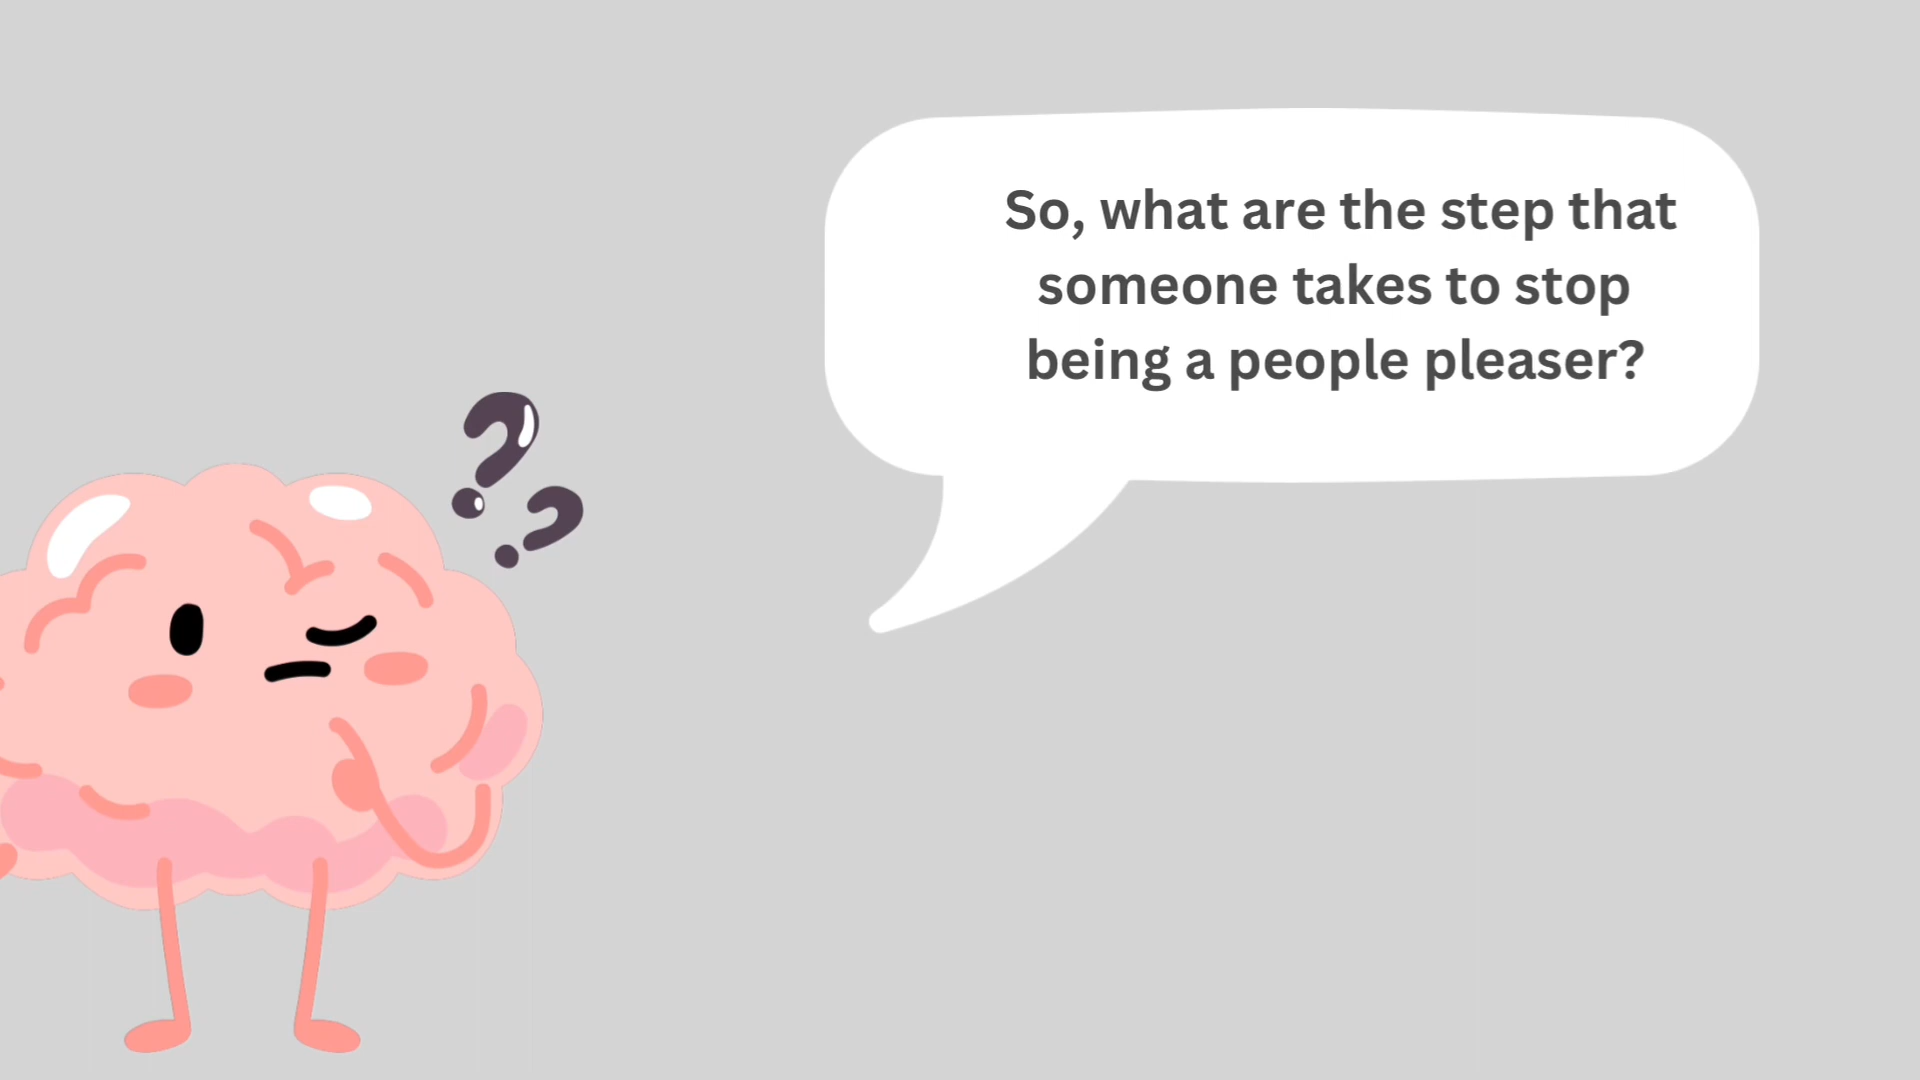 So, what are the step that
someone takes to stop
being a people pleaser?